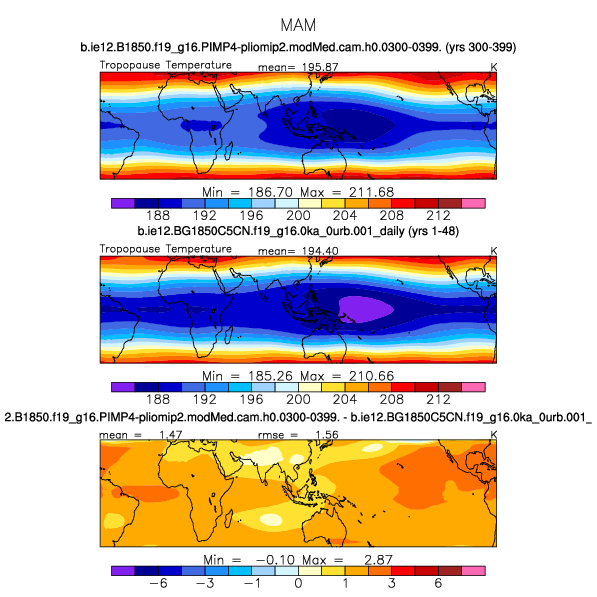 MAM
b.ie12.B1850.f19_g16.PIMP4-pliomip2.modMed.cam.h0.0300-0399. (yrs 300-399)
Tropopause Temperature mean= 195.87 K
Min = 186.70 Max = 211.68
188 192 196 200 204 208 212
b.ie12.BG1850C5CN.f19_g16.0ka_0urb.001_daily (yrs 1-48)
Tropopause Temperature mean= 194.40 K
Min = 185.26 Max = 210.66
188 192 196 200 204 208 212
2.B1850.f19_g16.PIMP4-pliomip2.modMed.cam.h0.0300-0399. - b.ie12.BG1850C5CN.f19_g16.0ka_0urb.001_
mean = 1.47 rmse = 1.56 K
Min = -0.10 Max = 2.87
-6 -3 -1 0 1 3 6